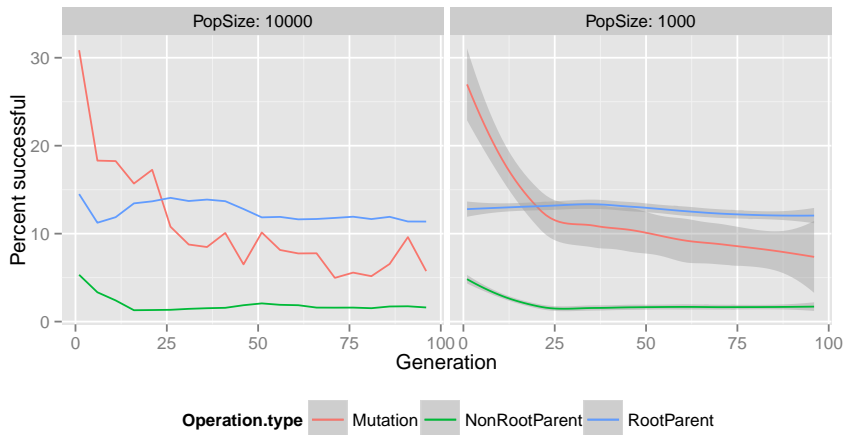 PopSize: 10000
PopSize: 1000
Percent successful
30
20
10
0
0
25
50
75
100
0
25
50
75
100
Generation
Operation.type Mutation NonRootParent RootParent